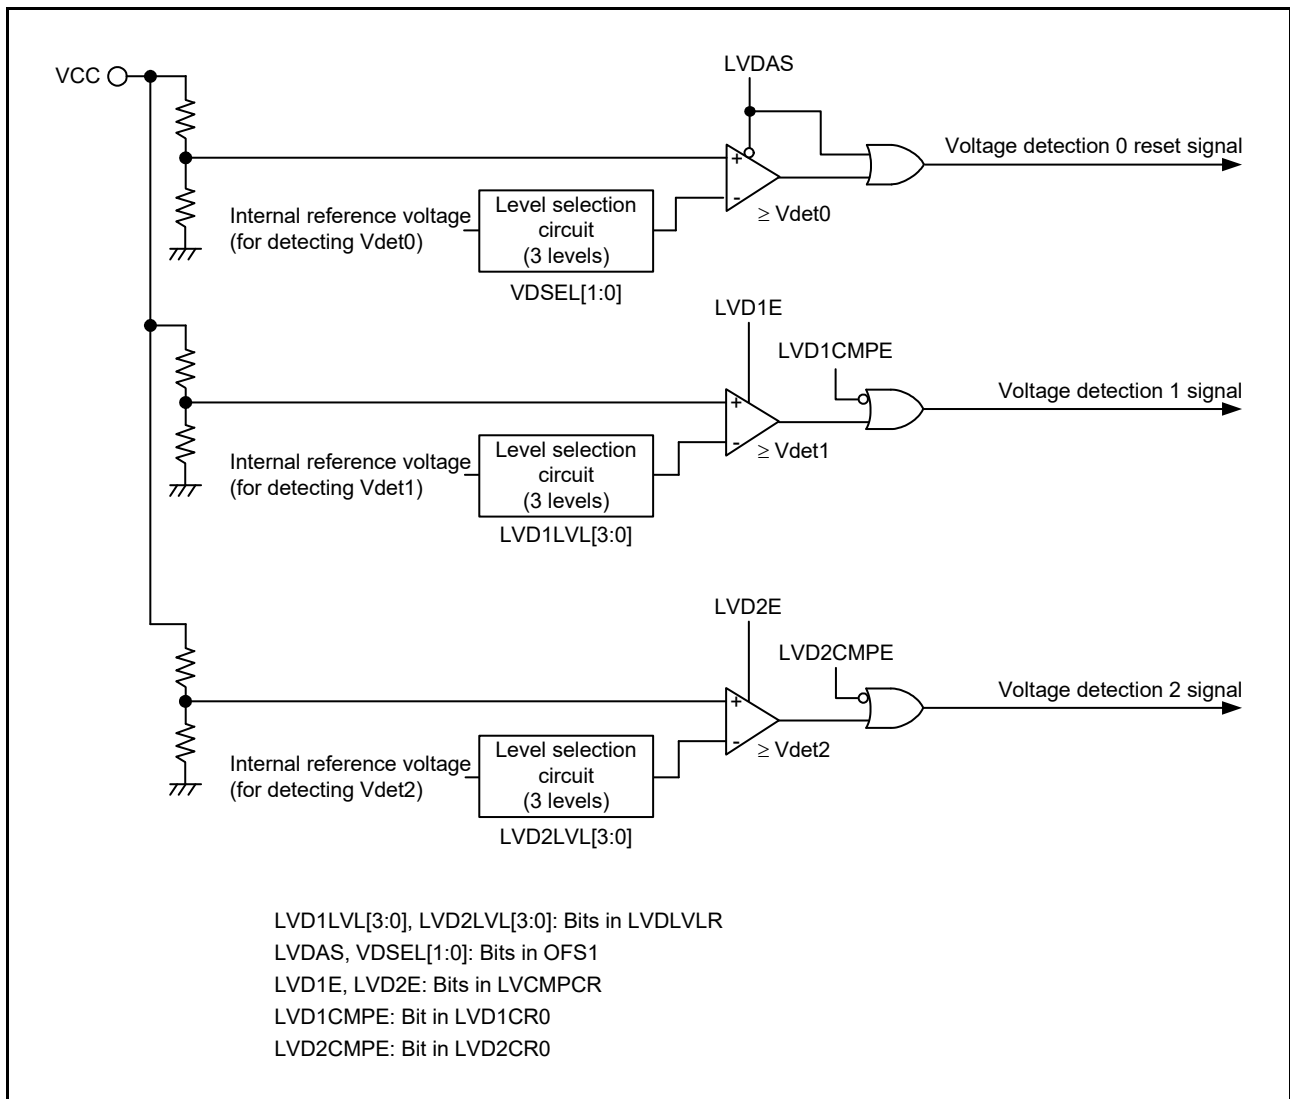 VCC
LVDAS
Voltage detection 0 reset signal
+
-
≥ Vdet0
Internal reference voltage
(for detecting Vdet0)
Level selection
circuit
(3 levels)
VDSEL[1:0]
LVD1E
LVD1CMPE
Voltage detection 1 signal
+
-
≥ Vdet1
Internal reference voltage
(for detecting Vdet1)
Level selection
circuit
(3 levels)
LVD1LVL[3:0]
LVD2E
LVD2CMPE
Voltage detection 2 signal
+
-
≥ Vdet2
Internal reference voltage
(for detecting Vdet2)
Level selection
circuit
(3 levels)
LVD2LVL[3:0]
LVD1LVL[3:0], LVD2LVL[3:0]: Bits in LVDLVLR
LVDAS, VDSEL[1:0]: Bits in OFS1
LVD1E, LVD2E: Bits in LVCMPCR
LVD1CMPE: Bit in LVD1CR0
LVD2CMPE: Bit in LVD2CR0